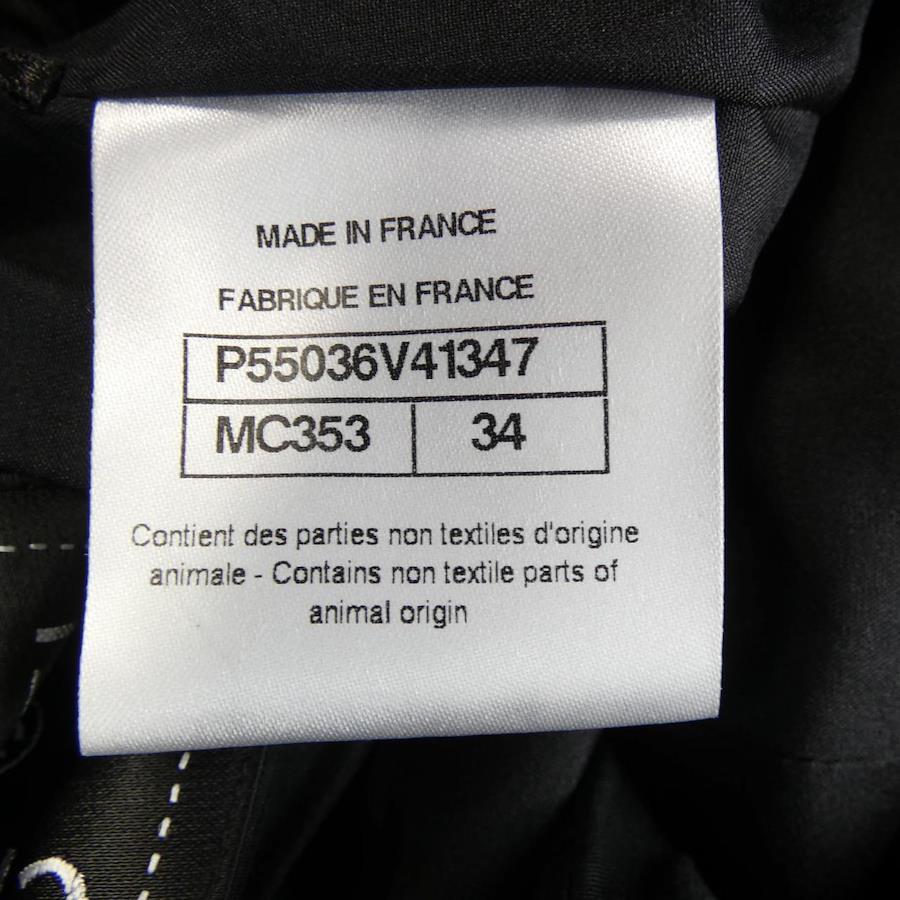 MADE IN FRANCE
FABRIQUE EN FRANCE
P55036V41347
MC353 34
Contient des parties non textiles d'origine
animale - Contains non textile parts of
animal origin